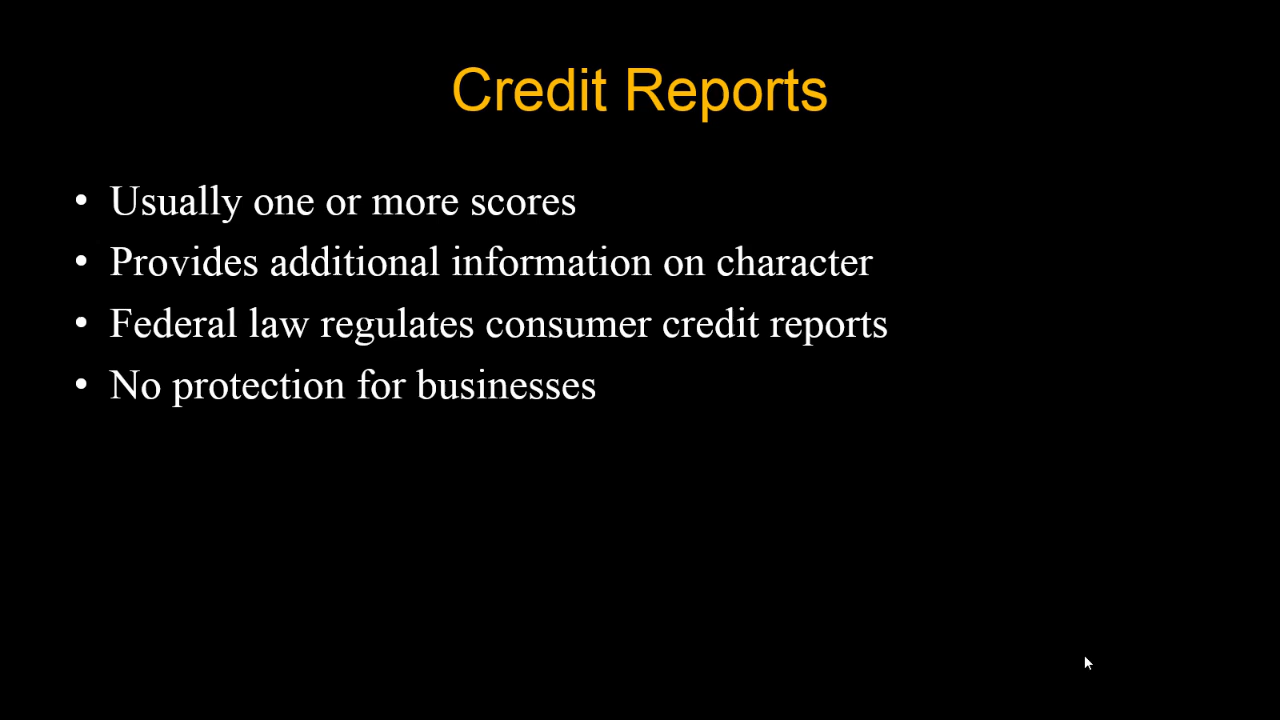 Credit Reports
• Usually one or more scores
• Provides additional information on character
• Federal law regulates consumer credit reports
• No protection for businesses